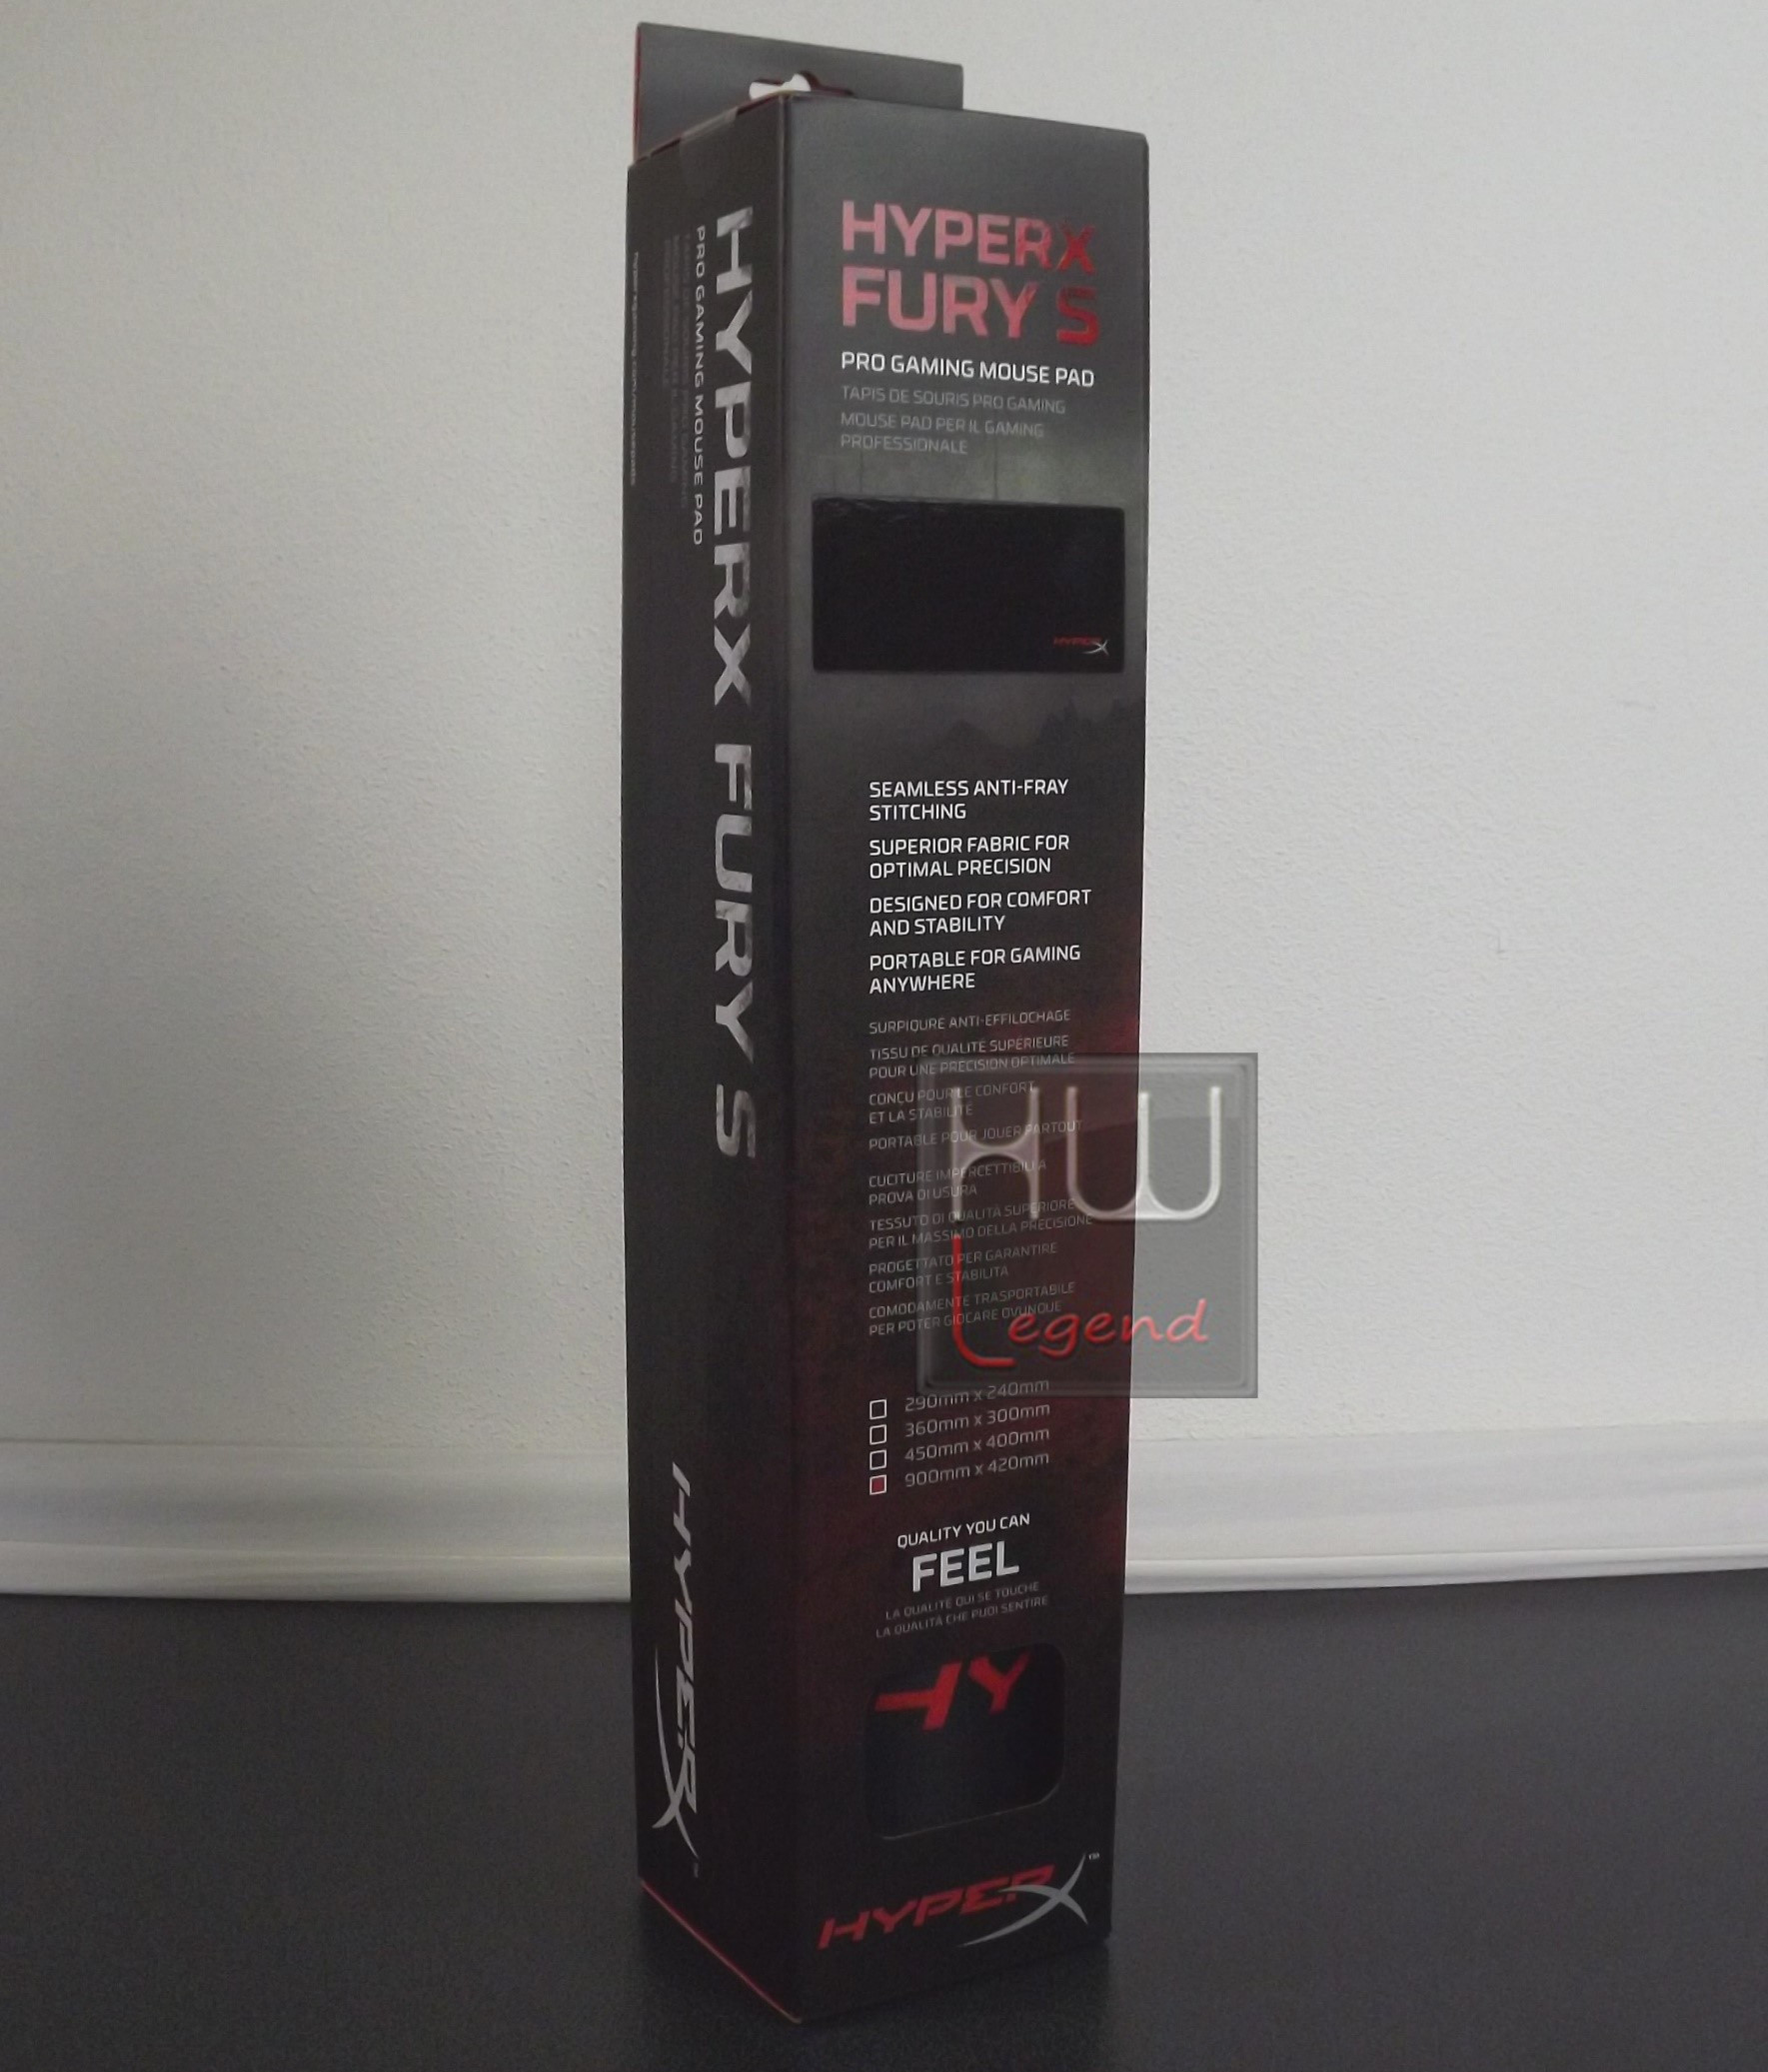 HYPERX
FURY S
PRO GAMING MOUSE PAD
TAPIS DE SOURIS PRO GAMING
MOUSE PAD PER IL GAMING
PROFESSIONALE
HYPERX
SEAMLESS ANTI-FRAY
STITCHING
SUPERIOR FABRIC FOR
OPTIMAL PRECISION
DESIGNED FOR COMFORT
AND STABILITY
PORTABLE FOR GAMING
ANYWHERE
SURPIQURE ANTI-EFFILOCHAGE
TISSU DE QUALITÉ SUPÉRIEURE
POUR UNE PRÉCISION OPTIMALE
CONÇU POUR LE CONFORT
ET LA STABILITÉ
PORTABLE POUR JOUER PARTOUT
CUCITURE IMPERCETTIBILI A
PROVA DI USURA
TESSUTO DI QUALITÀ SUPERIORE
PER IL MASSIMO DELLA PRECISIONE
PROGETTATO PER GARANTIRE
COMFORT E STABILITÀ
COMODAMENTE TRASPORTABILE
PER POTER GIOCARE OVUNQUE
290mm x 240mm
360mm x 300mm
450mm x 400mm
900mm x 420mm
QUALITY YOU CAN
FEEL
LA QUALITÉ QUI SE TOUCHE
LA QUALITÀ CHE PUOI SENTIRE
HY
HYPERX™
HYPERX FURY S
PRO GAMING MOUSE PAD
HYPERX™
HW
Legend